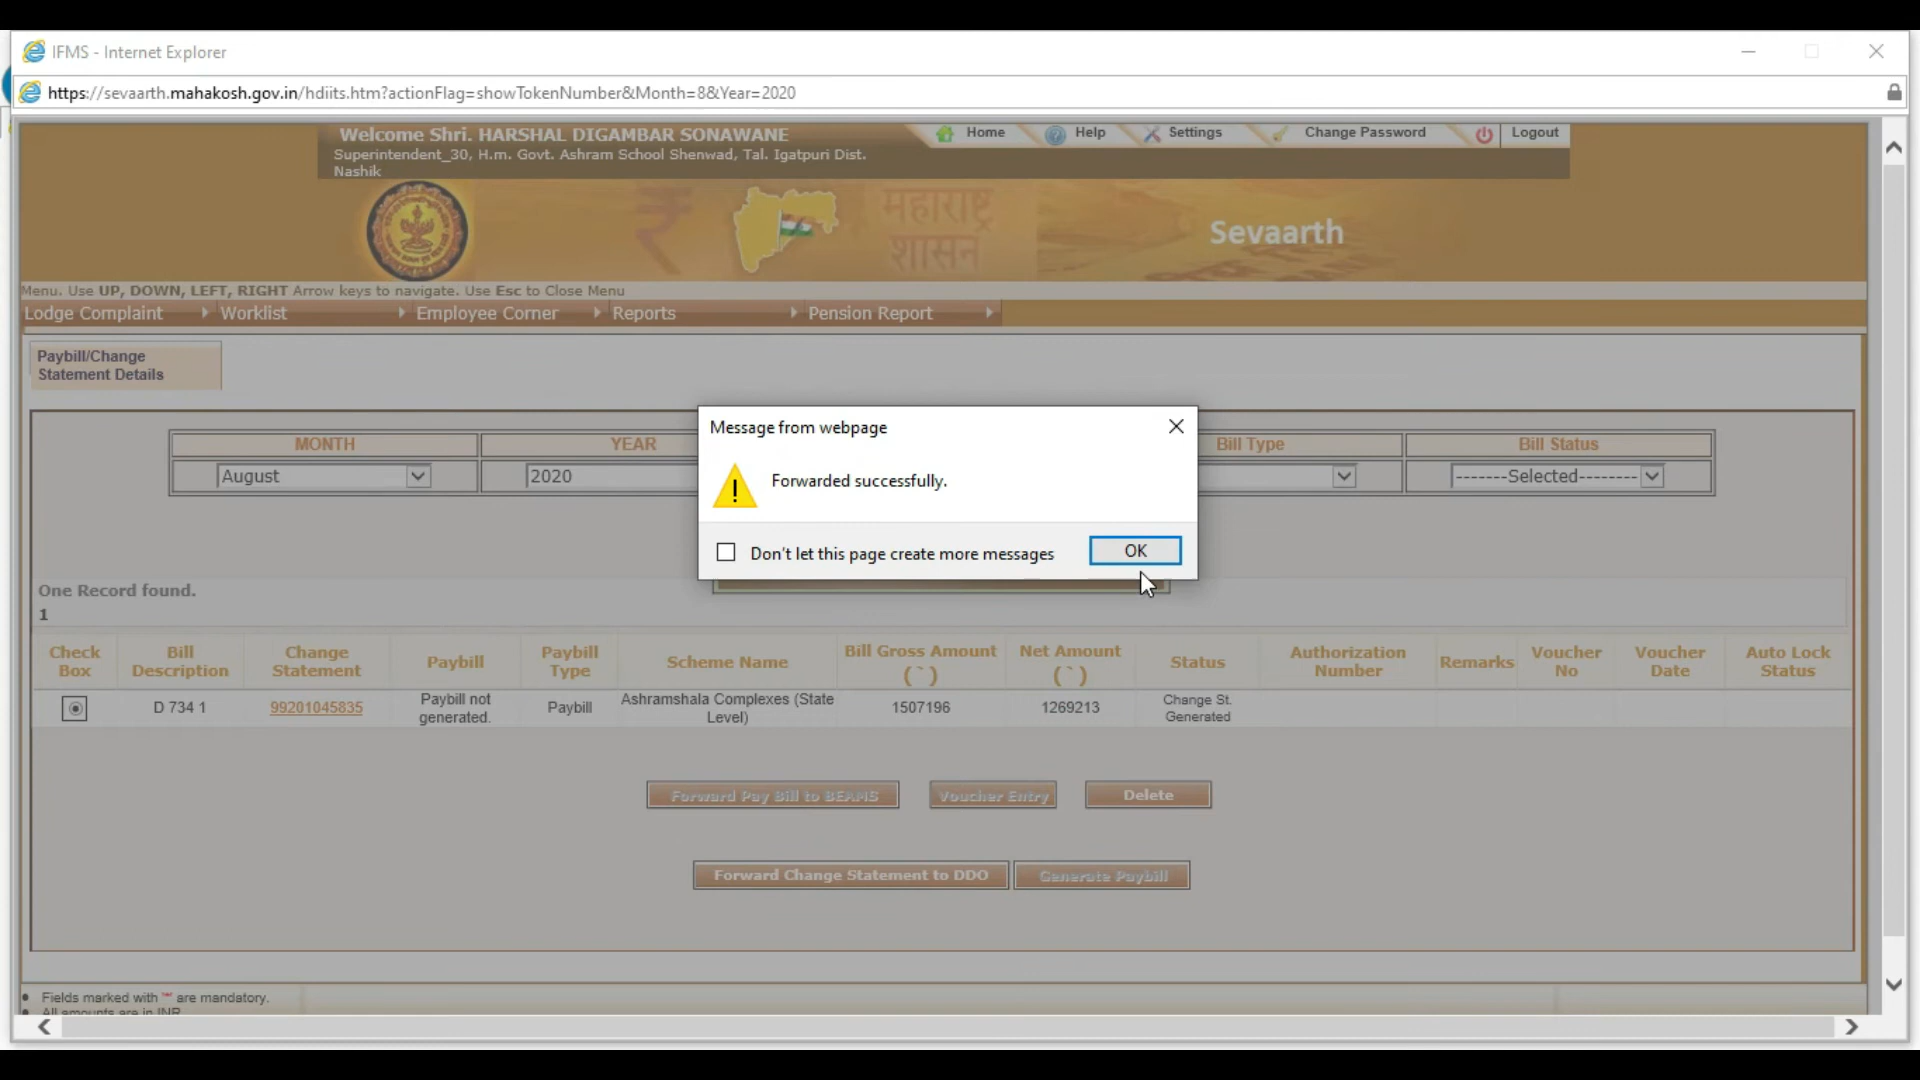 IFMS - Internet Explorer
https://sevaarth.mahakosh.gov.in/hdiits.htm?actionFlag=showTokenNumber&Month=8&Year=2020
Welcome Shri. HARSHAL DIGAMBAR SONAWANE
Home Help Settings Change Password Logout
Superintendent_30, H.m. Govt. Ashram School Shenwad, Tal. Igatpuri Dist.
Nashik
महाराष्ट्र
शासन
Sevaarth
Menu. Use UP, DOWN, LEFT, RIGHT Arrow keys to navigate. Use Esc to Close Menu
Lodge Complaint Worklist Employee Corner Reports Pension Report
Paybill/Change
Statement Details
MONTH YEAR Bill Type Bill Status
August 2020 -------Selected--------
Message from webpage
Forwarded successfully.
Don't let this page create more messages OK
One Record found.
1
Check Box Bill Description Change Statement Paybill Paybill Type Scheme Name Bill Gross Amount (`) Net Amount (`) Status Authorization Number Remarks Voucher No Voucher Date Auto Lock Status
D 734 1 99201045835 Paybill not generated. Paybill Ashramshala Complexes (State Level) 1507196 1269213 Change St. Generated
Forward Pay Bill to BEAMS Voucher Entry Delete
Forward Change Statement to DDO Generate Paybill
Fields marked with * are mandatory.
All amounts are in INR